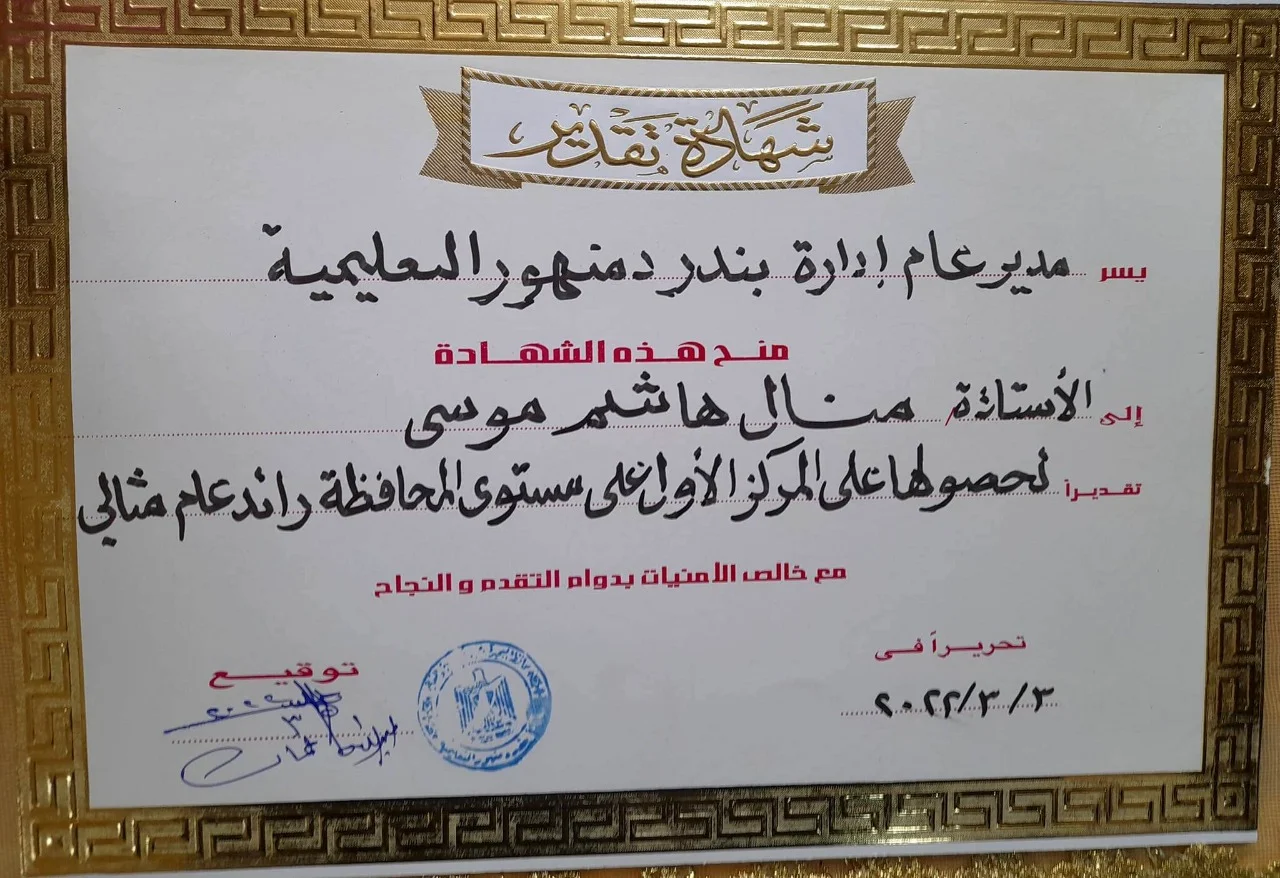 شهادة تقدير
يسر مدير عام إدارة بندر دمنهور التعليمية
منح هذه الشهادة
إلى الأستاذة/ منال هاشم موسى
تقديراً لحصولها على المركز الأول على مستوى المحافظة رائد عام مثالي
مع خالص الأمنيات بدوام التقدم و النجاح
تحريراً فى
٢٠٢٢/٣/٣
توقيع